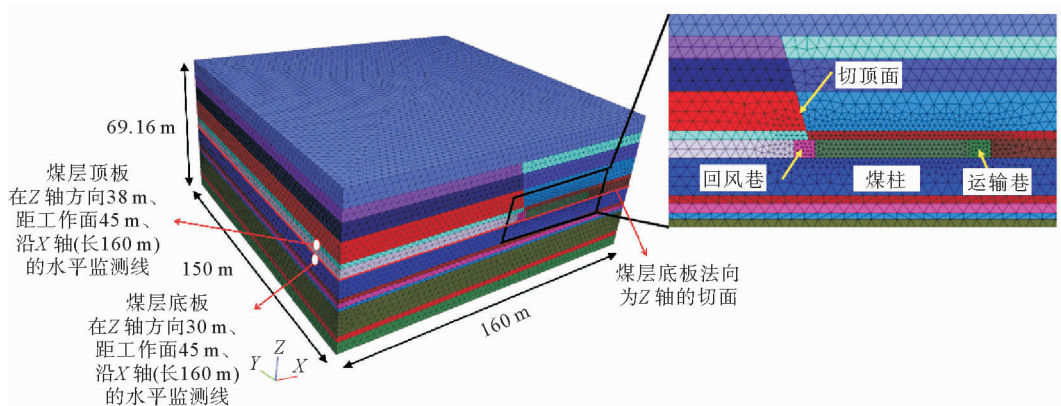 69.16 m
煤层顶板
在Z轴方向38 m、
距工作面45 m、
沿X轴(长160 m)
的水平监测线
150 m
煤层底板
在Z轴方向30 m、
距工作面45 m、
沿X轴(长160 m)
的水平监测线
Y Z X
160 m
煤层底板法向
为Z轴的切面
切顶面
回风巷
煤柱
运输巷